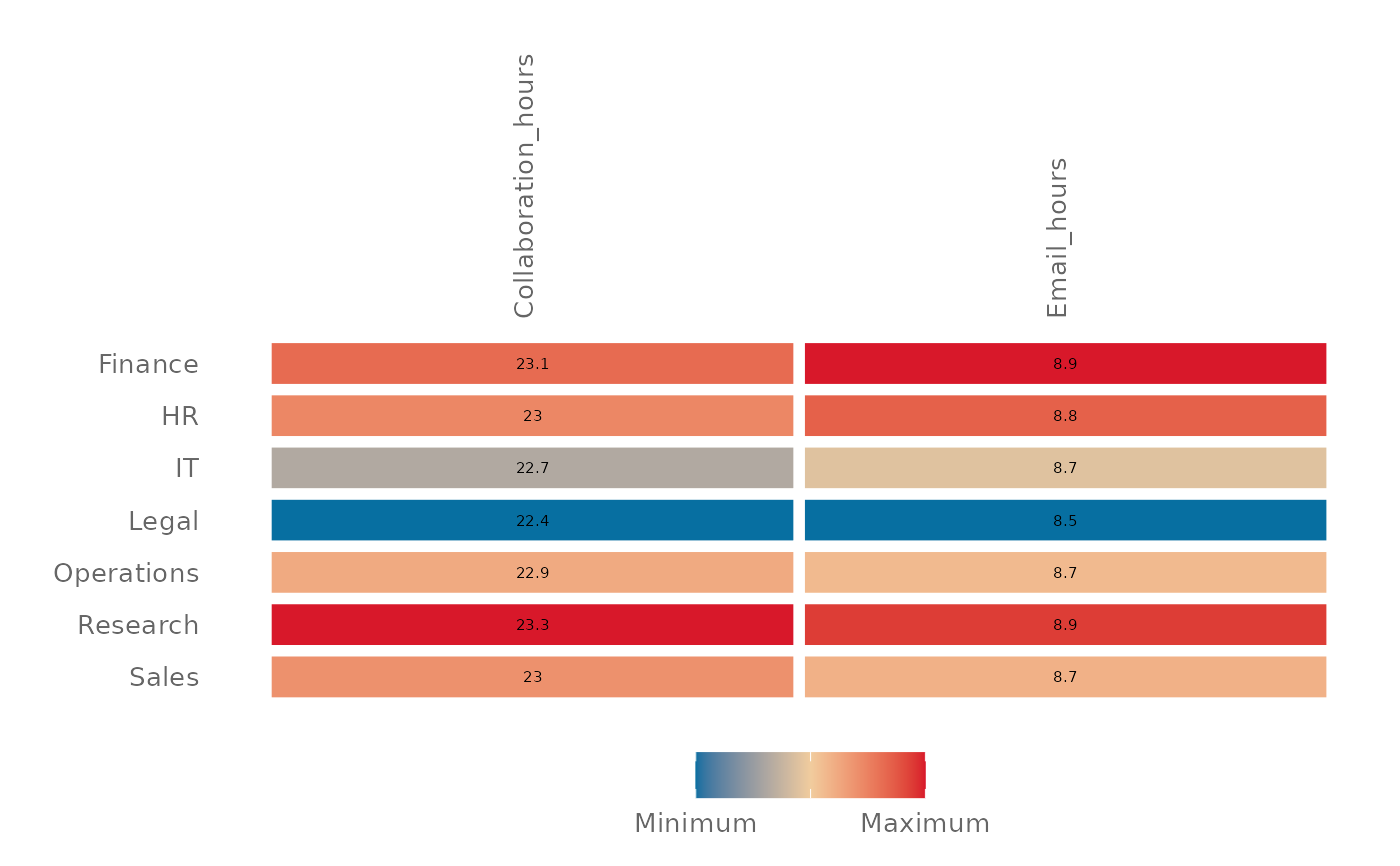 Collaboration_hours
Email_hours
Finance 23.1 8.9
HR 23 8.8
IT 22.7 8.7
Legal 22.4 8.5
Operations 22.9 8.7
Research 23.3 8.9
Sales 23 8.7
Minimum Maximum